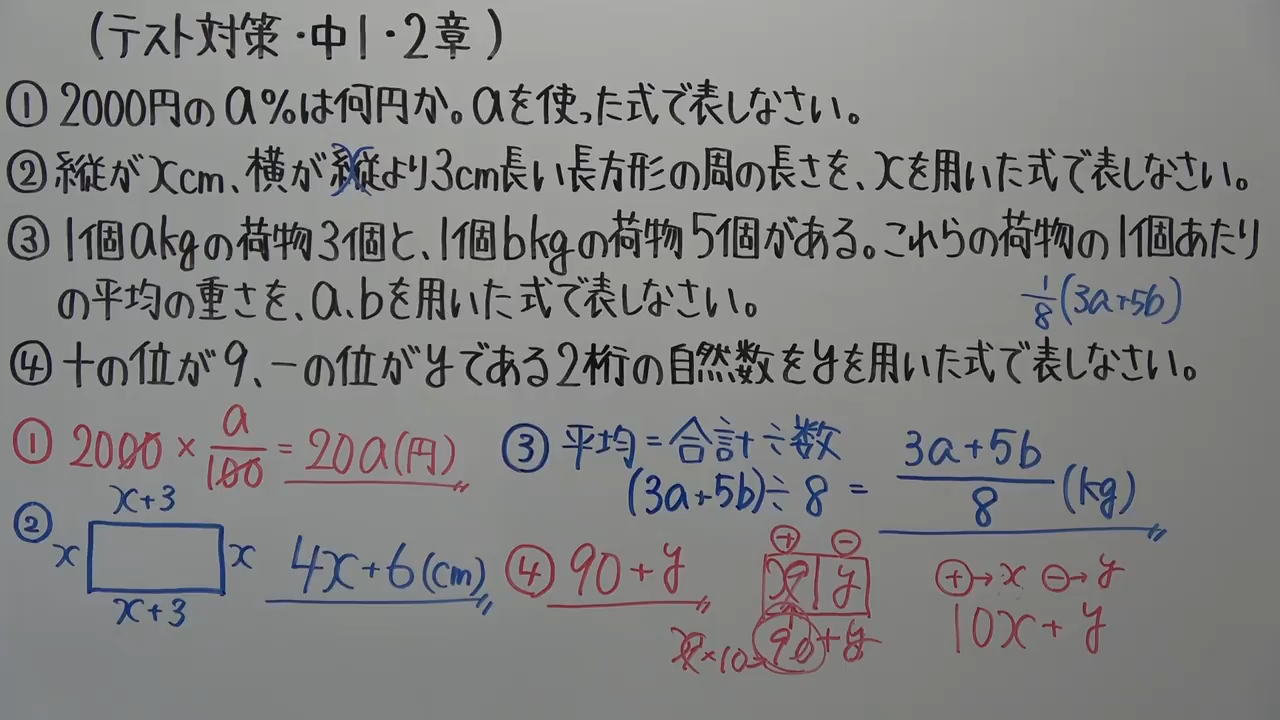 (テスト対策・中1・2章)
① 2000円のa%は何円か。aを使った式で表しなさい。
② 縦がxcm、横が縦より3cm長い長方形の周の長さを、xを用いた式で表しなさい。
③ 1個akgの荷物3個と、1個bkgの荷物5個がある。これらの荷物の1個あたり
の平均の重さを、a.bを用いた式で表しなさい。
1/8(3a+5b)
④ 十の位が9、一の位がyである2桁の自然数をyを用いた式で表しなさい。
① 2000 × a/100 = 20a(円)
③ 平均=合計÷数
(3a+5b)÷8 = 3a+5b/8 (kg)
② x+3
x x
x+3
4x+6(cm)
④ 90+y
+ −
9 y
×10 90+y
+→x −→y
10x+y